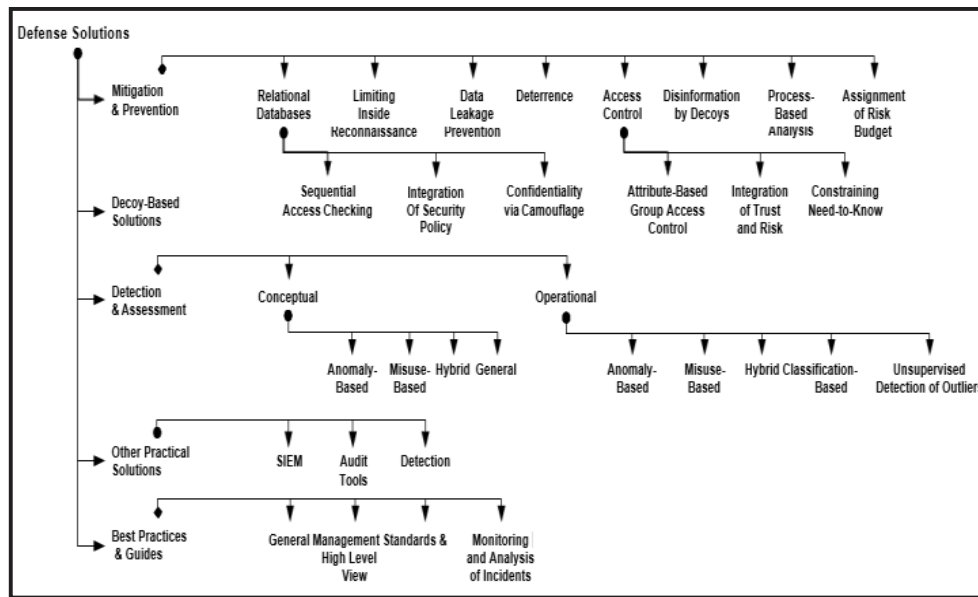 Defense Solutions
Mitigation
& Prevention
Relational
Databases
Limiting
Inside
Reconnaissance
Data
Leakage
Prevention
Deterrence
Access
Control
Disinformation
by Decoys
Process-
Based
Analysis
Assignment
of Risk
Budget
Sequential
Access Checking
Integration
Of Security
Policy
Confidentiality
via Camouflage
Attribute-Based
Group Access
Control
Integration
of Trust
and Risk
Constraining
Need-to-Know
Decoy-Based
Solutions
Detection
& Assessment
Conceptual
Operational
Anomaly-
Based
Misuse-
Based
Hybrid
General
Anomaly-
Based
Misuse-
Based
Hybrid
Classification-
Based
Unsupervised
Detection of Outliers
Other Practical
Solutions
SIEM
Audit
Tools
Detection
Best Practices
& Guides
General Management Standards &
High Level
View
Monitoring
and Analysis
of Incidents